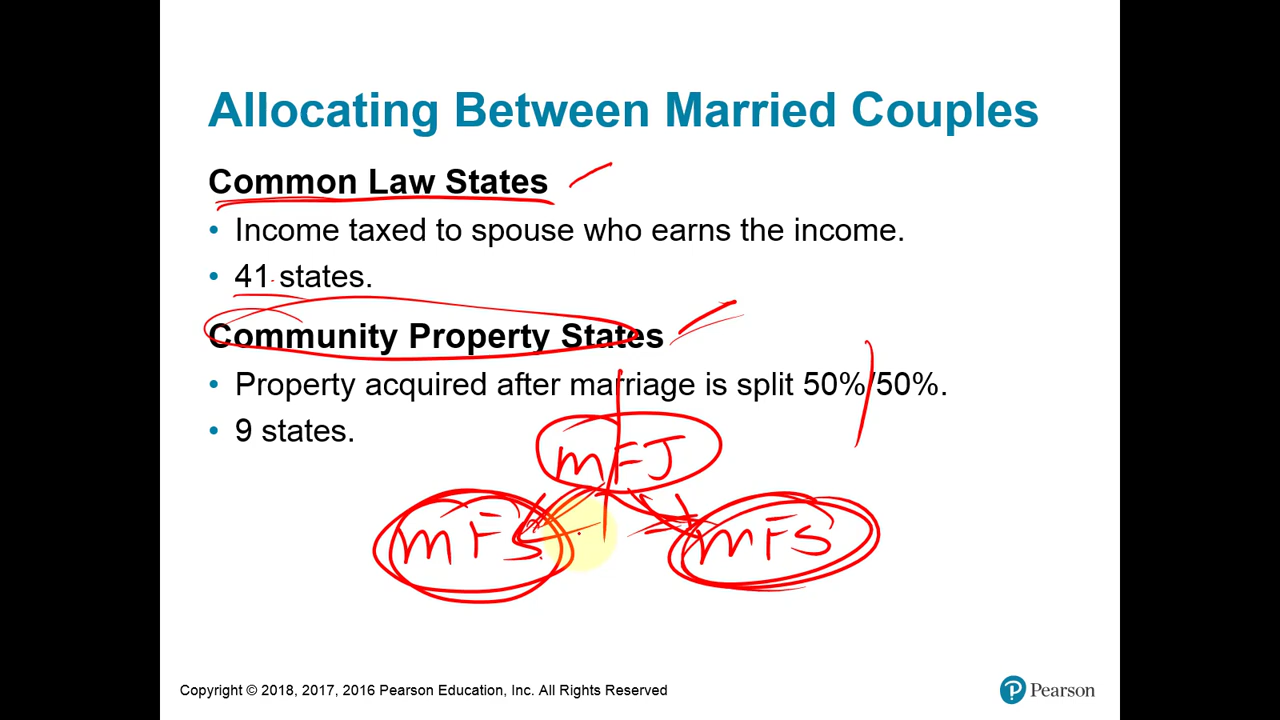 Allocating Between Married Couples
Common Law States
• Income taxed to spouse who earns the income.
• 41 states.
Community Property States
• Property acquired after marriage is split 50%/50%.
• 9 states.
mFJ
mFS mFS
Copyright © 2018, 2017, 2016 Pearson Education, Inc. All Rights Reserved
P Pearson